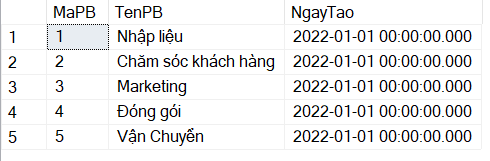 MaPB TenPB NgayTao
1 1 Nhập liệu 2022-01-01 00:00:00.000
2 2 Chăm sóc khách hàng 2022-01-01 00:00:00.000
3 3 Marketing 2022-01-01 00:00:00.000
4 4 Đóng gói 2022-01-01 00:00:00.000
5 5 Vận Chuyển 2022-01-01 00:00:00.000